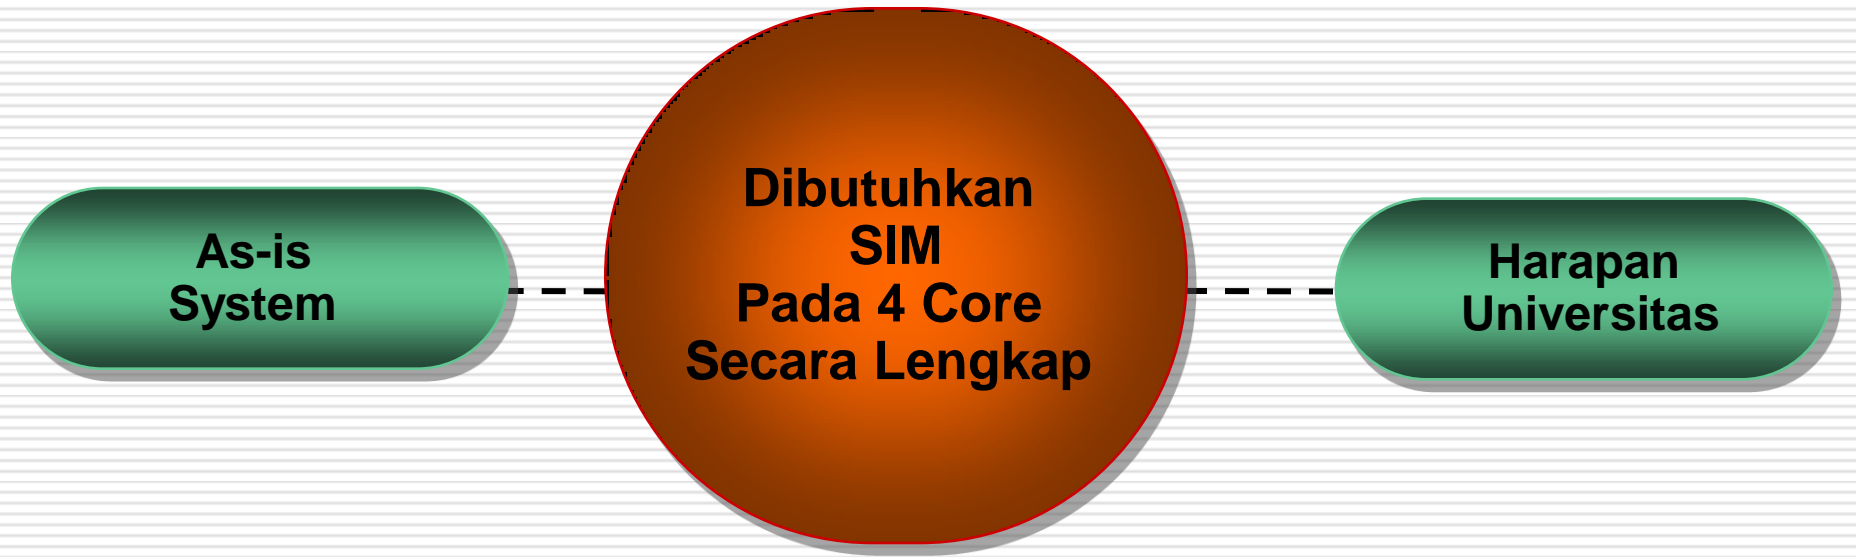 As-is
System
Dibutuhkan
SIM
Pada 4 Core
Secara Lengkap
Harapan
Universitas